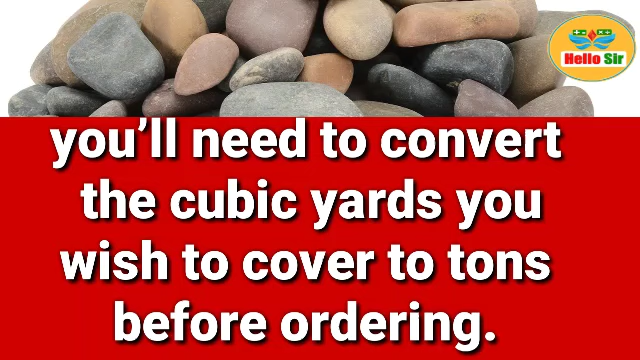 Hello Sir
you’ll need to convert
the cubic yards you
wish to cover to tons
before ordering.